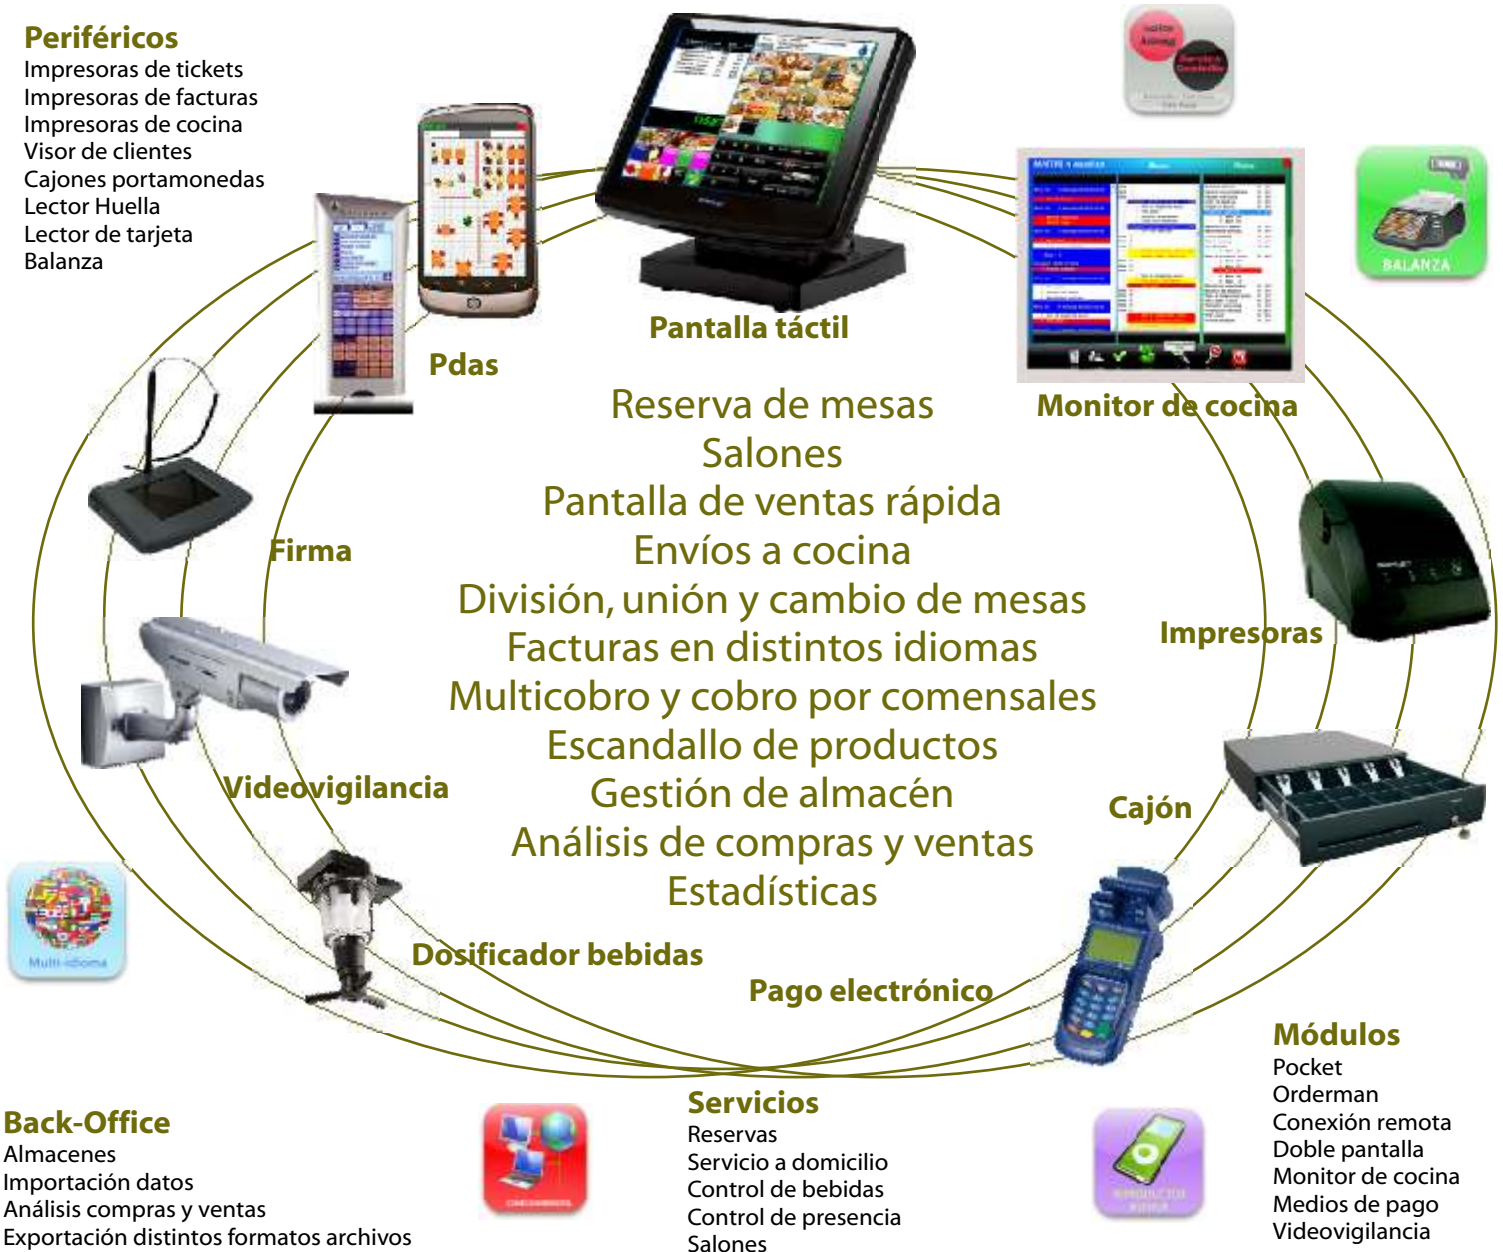 Periféricos
Impresoras de tickets
Impresoras de facturas
Impresoras de cocina
Visor de clientes
Cajones portamonedas
Lector Huella
Lector de tarjeta
Balanza
BALANZA
Pantalla táctil
Pdas
Monitor de cocina
Reserva de mesas
Salones
Pantalla de ventas rápida
Envíos a cocina
División, unión y cambio de mesas
Facturas en distintos idiomas
Multicobro y cobro por comensales
Escandallo de productos
Gestión de almacén
Análisis de compras y ventas
Estadísticas
Firma
Impresoras
Videovigilancia
Cajón
Multi-idioma
Dosificador bebidas
Pago electrónico
Módulos
Pocket
Orderman
Conexión remota
Doble pantalla
Monitor de cocina
Medios de pago
Videovigilancia
Servicios
Reservas
Servicio a domicilio
Control de bebidas
Control de presencia
Salones
Back-Office
Almacenes
Importación datos
Análisis compras y ventas
Exportación distintos formatos archivos